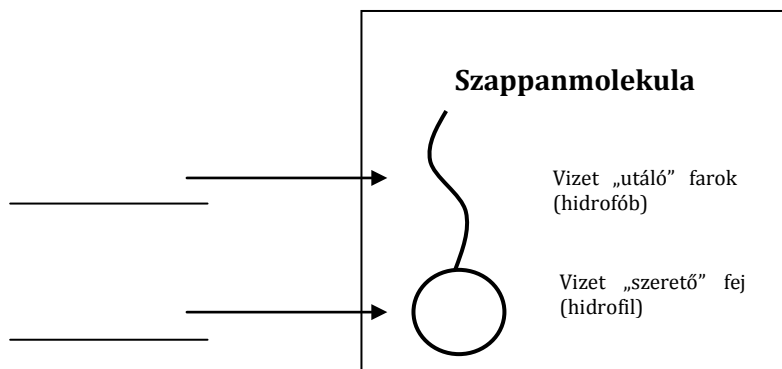 Szappanmolekula
Vizet „utáló” farok
(hidrofób)
Vizet „szerető” fej
(hidrofil)